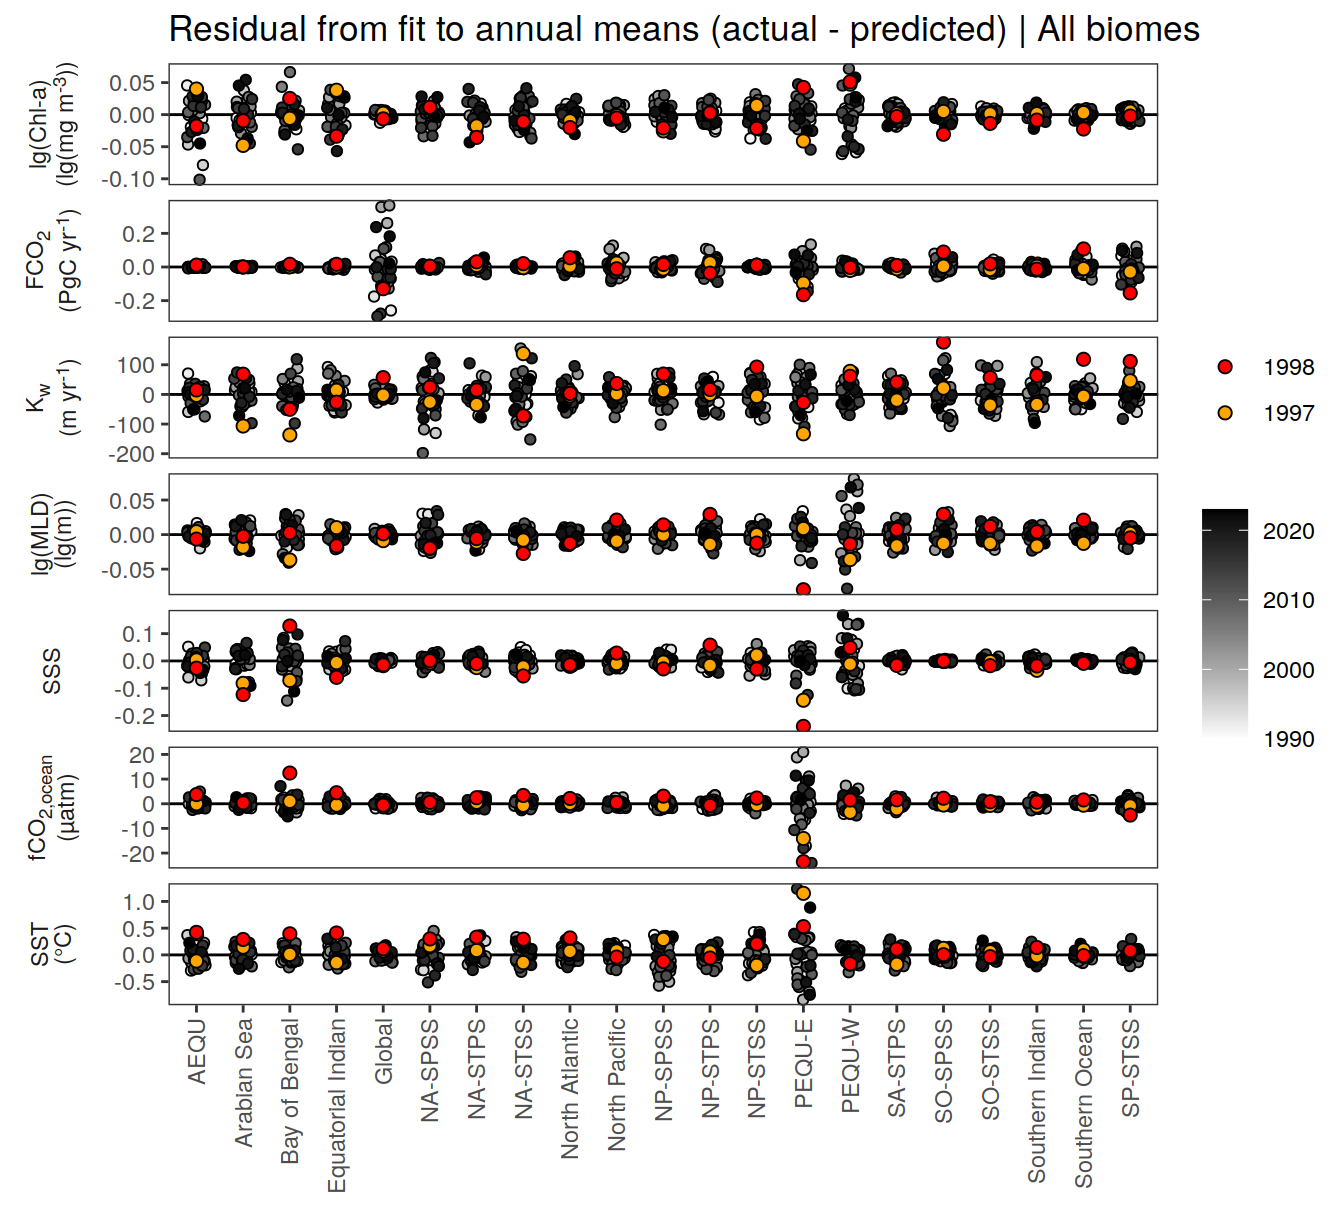 Residual from fit to annual means (actual - predicted) | All biomes
lg(Chl-a)
(lg(mg m⁻³))
0.05
0.00
-0.05
-0.10
FCO₂
(PgC yr⁻¹)
0.2
0.0
-0.2
Kw
(m yr⁻¹)
100
0
-100
-200
lg(MLD)
(lg(m))
0.05
0.00
-0.05
SSS
0.1
0.0
-0.1
-0.2
fCO₂,ocean
(µatm)
20
10
0
-10
-20
SST
(°C)
1.0
0.5
0.0
-0.5
AEQU
Arabian Sea
Bay of Bengal
Equatorial Indian
Global
NA-SPSS
NA-STPS
NA-STSS
North Atlantic
North Pacific
NP-SPSS
NP-STPS
NP-STSS
PEQU-E
PEQU-W
SA-STPS
SO-SPSS
SO-STSS
Southern Indian
Southern Ocean
SP-STSS
1998
1997
2020
2010
2000
1990